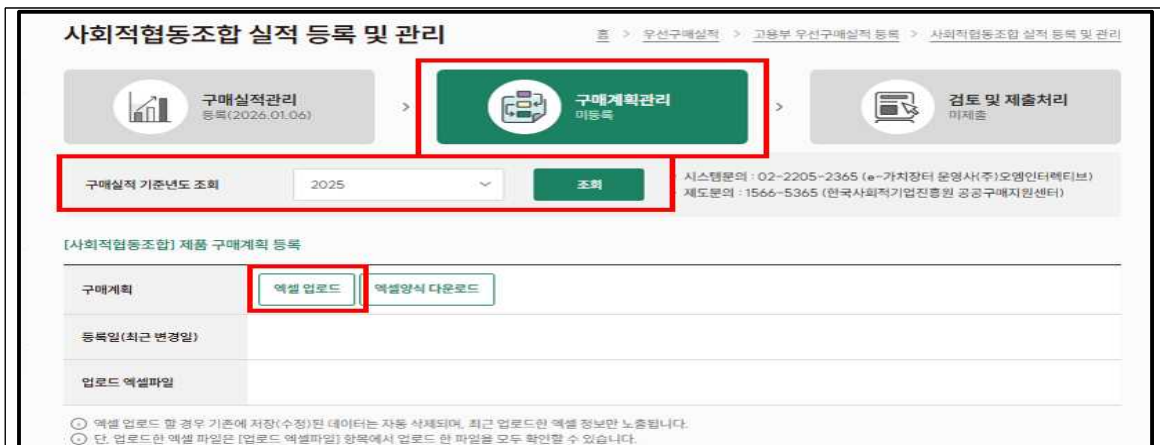 사회적협동조합 실적 등록 및 관리
홈 > 우선구매실적 > 고용부 우선구매실적 등록 > 사회적협동조합 실적 등록 및 관리
구매실적관리
등록(2026.01.06)
>
구매계획관리
미등록
>
검토 및 제출처리
미제출
구매실적 기준년도 조회
2025
조회
시스템문의 : 02-2205-2365 (e-가치장터 운영사(주)오엠인터렉티브)
제도문의 : 1566-5365 (한국사회적기업진흥원 공공구매지원센터)
[사회적협동조합] 제품 구매계획 등록
구매계획
엑셀 업로드
엑셀양식 다운로드
등록일(최근 변경일)
업로드 엑셀파일
엑셀 업로드 할 경우 기존에 저장(수정)된 데이터는 자동 삭제되며, 최근 업로드한 엑셀 정보만 노출됩니다.
단, 업로드한 엑셀 파일은 [업로드 엑셀파일] 항목에서 업로드 한 파일을 모두 확인할 수 있습니다.